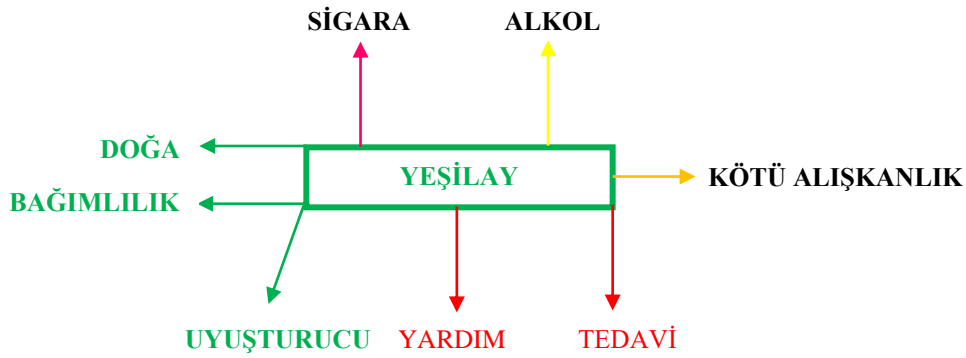 SİGARA ALKOL
DOĞA
YEŞİLAY
KÖTÜ ALIŞKANLIK
BAĞIMLILIK
UYUŞTURUCU YARDIM TEDAVİ